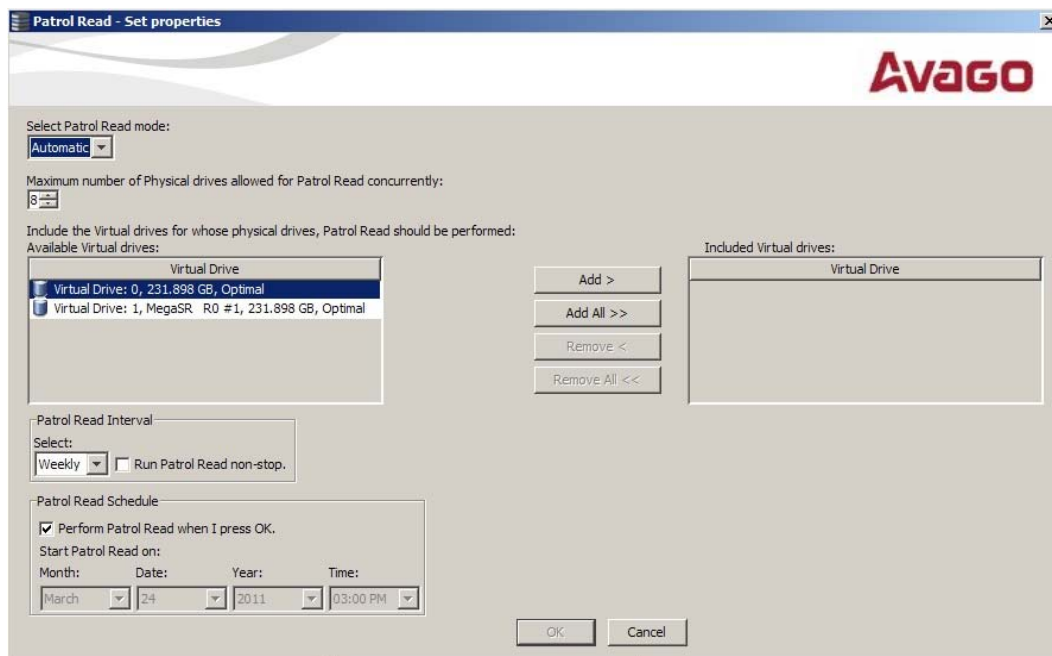 Patrol Read - Set properties
AVAGO
Select Patrol Read mode:
Automatic
Maximum number of Physical drives allowed for Patrol Read concurrently:
8
Include the Virtual drives for whose physical drives, Patrol Read should be performed:
Available Virtual drives:
Virtual Drive
Virtual Drive: 0, 231.898 GB, Optimal
Virtual Drive: 1, MegaSR R0 #1, 231.898 GB, Optimal
Add >
Add All >>
Remove <
Remove All <<
Included Virtual drives:
Virtual Drive
Patrol Read Interval
Select:
Weekly Run Patrol Read non-stop.
Patrol Read Schedule
Perform Patrol Read when I press OK.
Start Patrol Read on:
Month: Date: Year: Time:
March 24 2011 03:00 PM
OK Cancel